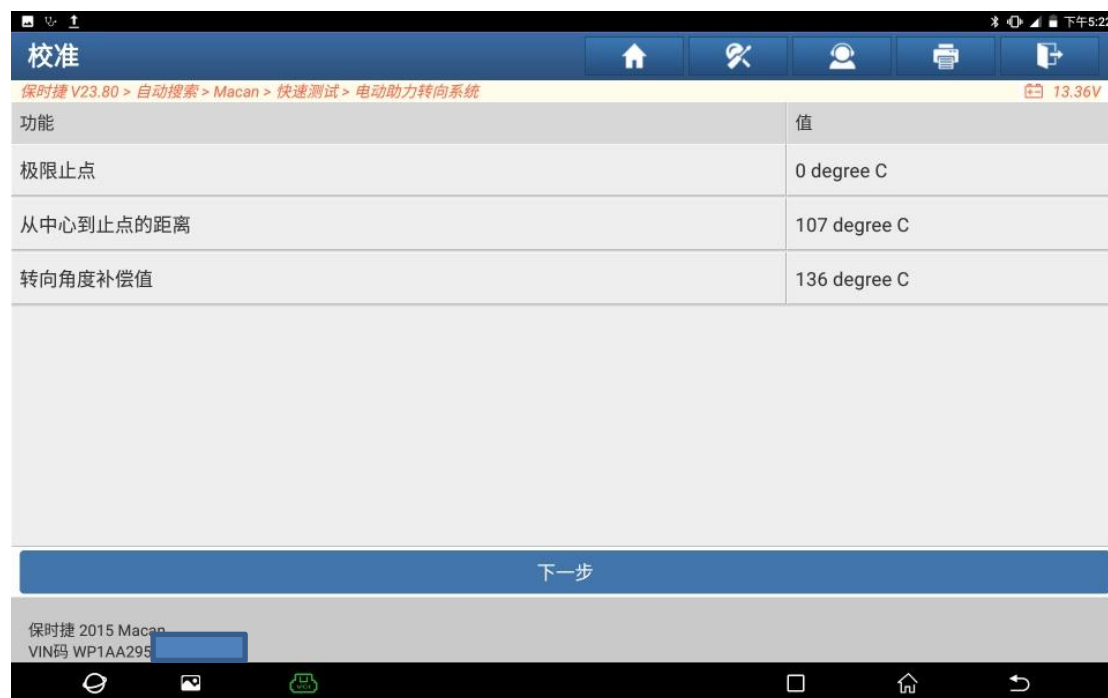 下午5:22
校准
保时捷 V23.80 > 自动搜索 > Macan > 快速测试 > 电动助力转向系统 13.36V
功能 值
极限止点 0 degree C
从中心到止点的距离 107 degree C
转向角度补偿值 136 degree C
下一步
保时捷 2015 Macan
VIN码 WP1AA295
VCI